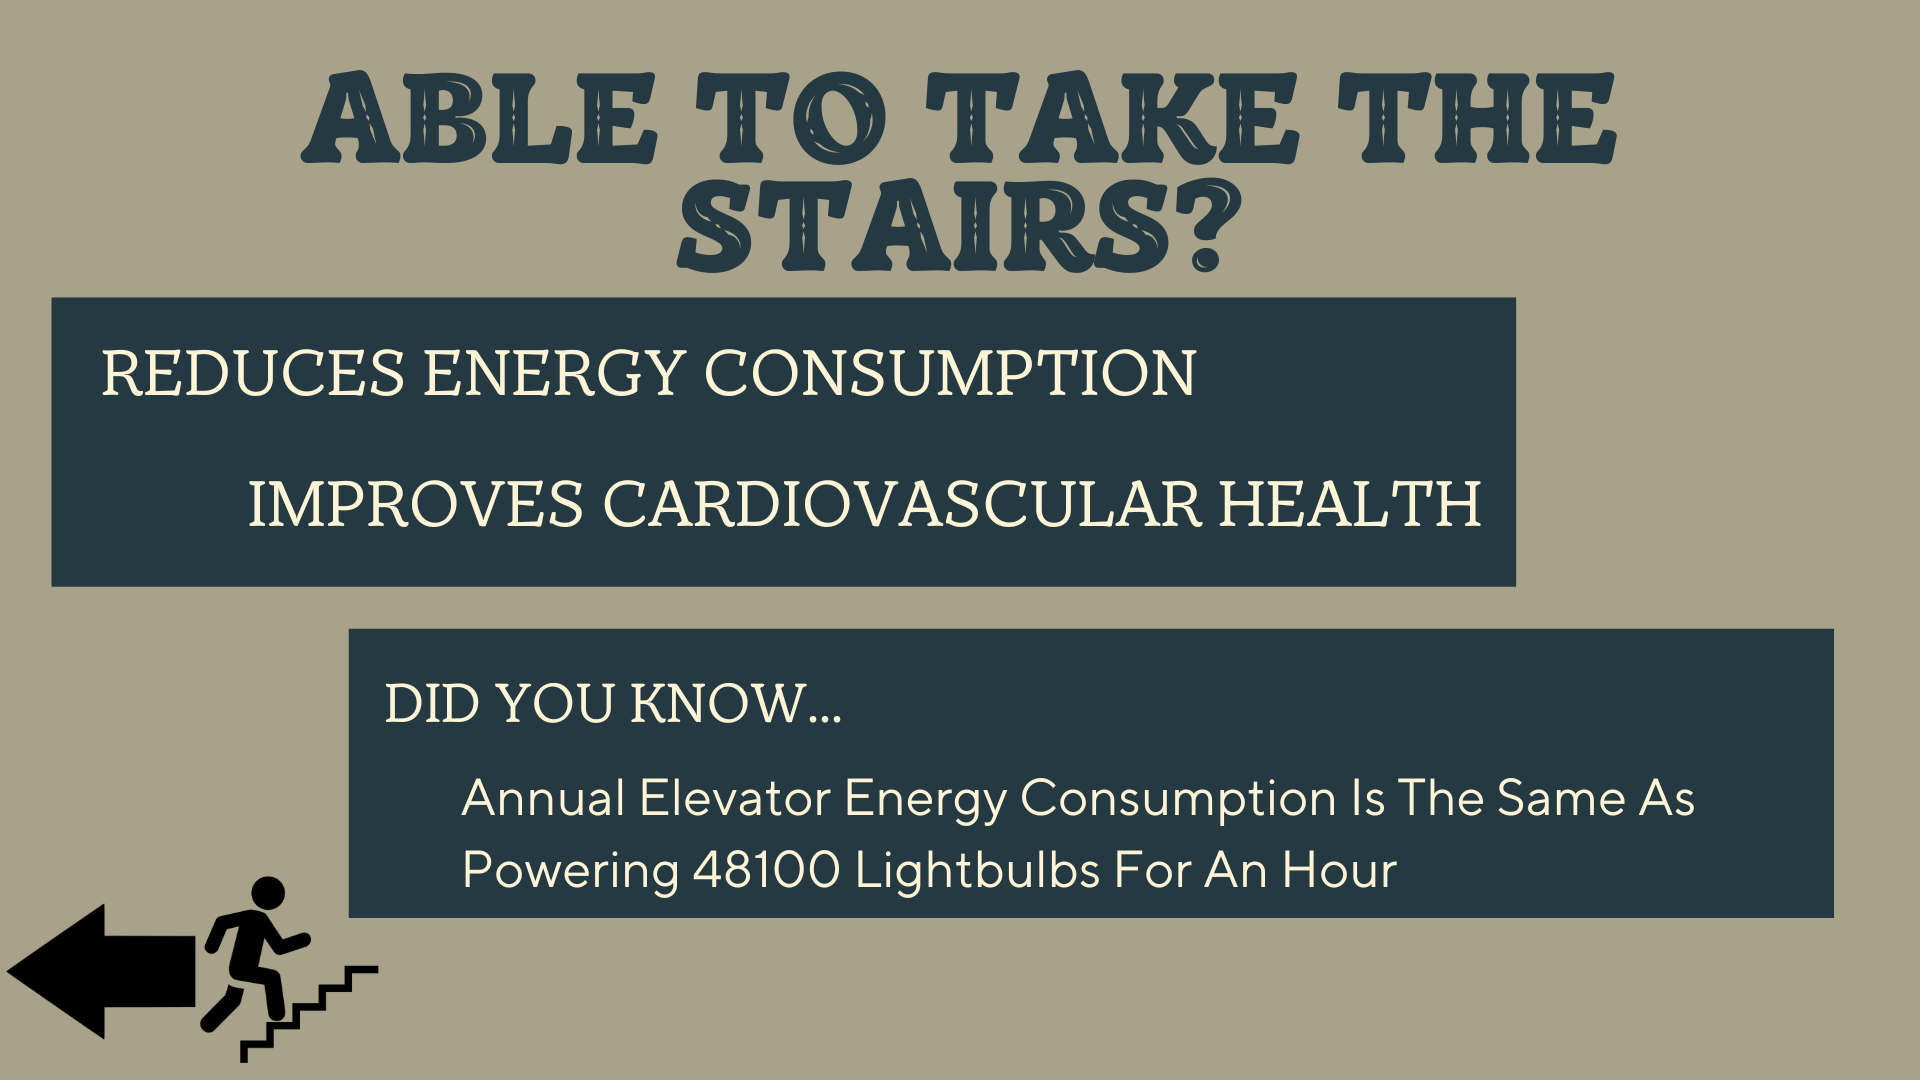 ABLE TO TAKE THE
STAIRS?
REDUCES ENERGY CONSUMPTION
IMPROVES CARDIOVASCULAR HEALTH
DID YOU KNOW...
Annual Elevator Energy Consumption Is The Same As
Powering 48100 Lightbulbs For An Hour